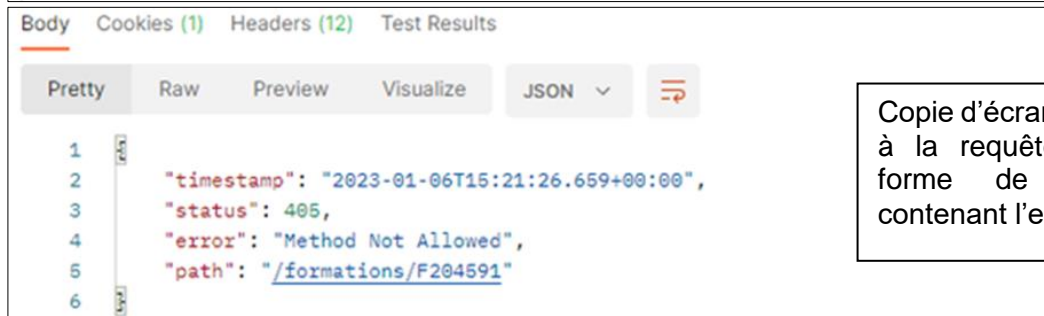 Body Cookies (1) Headers (12) Test Results
Pretty Raw Preview Visualize JSON
1 {
2 "timestamp": "2023-01-06T15:21:26.659+00:00",
3 "status": 405,
4 "error": "Method Not Allowed",
5 "path": "/formations/F204591"
6 }
Copie
à la
forme de
contenant